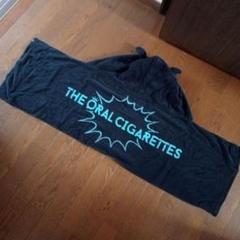 THE ORAL CIGARETTES